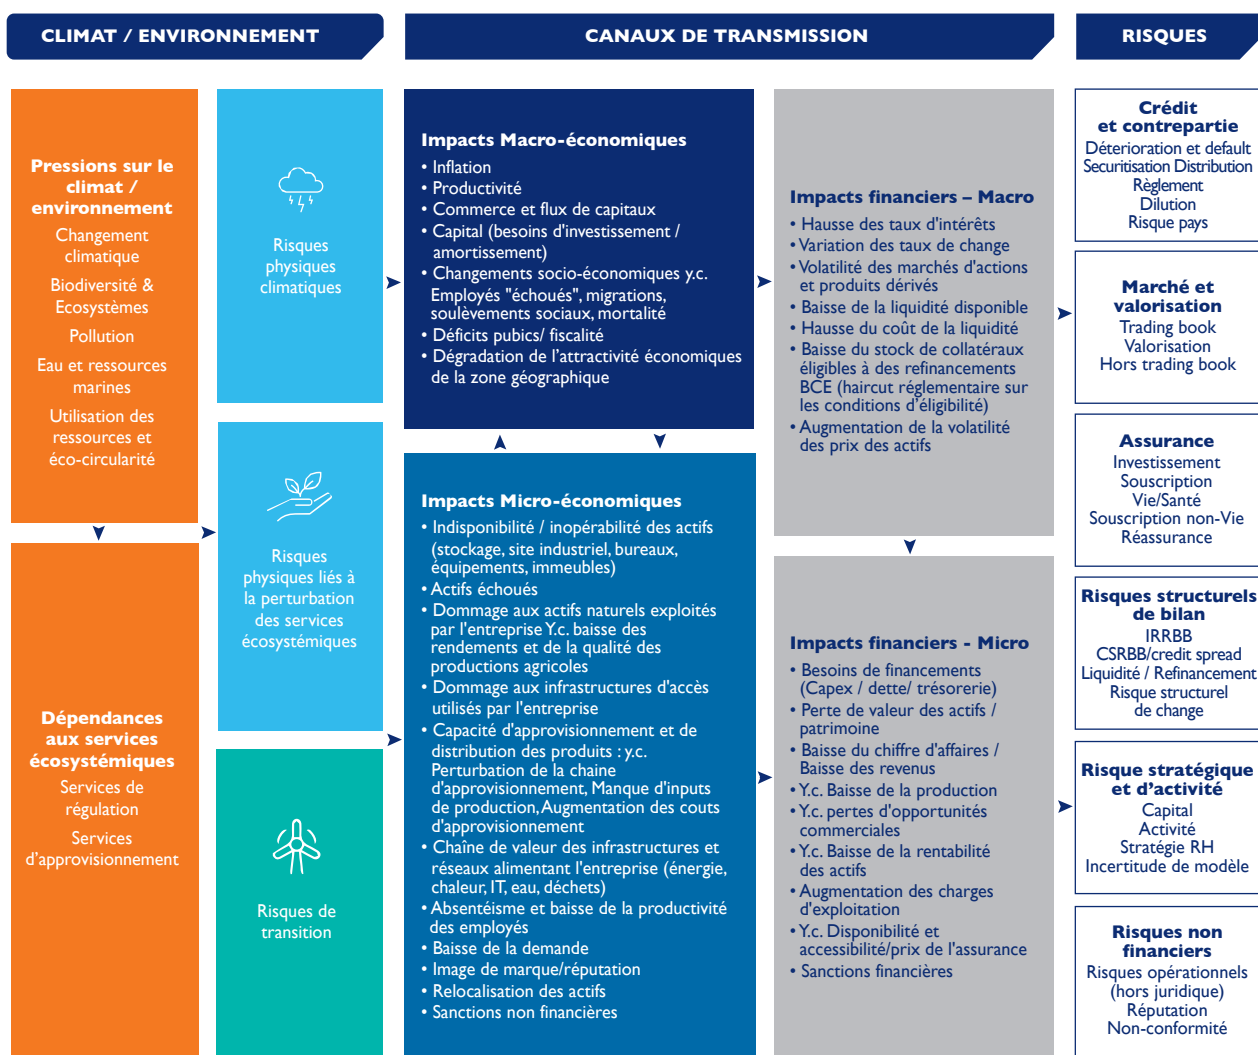 CLIMAT / ENVIRONNEMENT
CANAUX DE TRANSMISSION
RISQUES
Pressions sur le
climat /
environnement
Changement
climatique
Biodiversité &
Ecosystèmes
Pollution
Eau et ressources
marines
Utilisation des
ressources et
éco-circularité
Dépendances
aux services
écosystémiques
Services de
régulation
Services
d'approvisionnement
Risques
physiques
climatiques
Risques
physiques liés à
la perturbation
des services
écosystémiques
Risques de
transition
Impacts Macro-économiques
• Inflation
• Productivité
• Commerce et flux de capitaux
• Capital (besoins d'investissement /
amortissement)
• Changements socio-économiques y.c.
Employés "échoués", migrations,
soulèvements sociaux, mortalité
• Déficits pubics/ fiscalité
• Dégradation de l'attractivité économiques
de la zone géographique
Impacts Micro-économiques
• Indisponibilité / inopérabilité des actifs
(stockage, site industriel, bureaux,
équipements, immeubles)
• Actifs échoués
• Dommage aux actifs naturels exploités
par l'entreprise Y.c. baisse des
rendements et de la qualité des
productions agricoles
• Dommage aux infrastructures d'accès
utilisés par l'entreprise
• Capacité d'approvisionnement et de
distribution des produits : y.c.
Perturbation de la chaine
d'approvisionnement, Manque d'inputs
de production, Augmentation des couts
d'approvisionnement
• Chaîne de valeur des infrastructures et
réseaux alimentant l'entreprise (énergie,
chaleur, IT, eau, déchets)
• Absentéisme et baisse de la productivité
des employés
• Baisse de la demande
• Image de marque/réputation
• Relocalisation des actifs
• Sanctions non financières
Impacts financiers – Macro
• Hausse des taux d'intérêts
• Variation des taux de change
• Volatilité des marchés d'actions
et produits dérivés
• Baisse de la liquidité disponible
• Hausse du coût de la liquidité
• Baisse du stock de collatéraux
éligibles à des refinancements
BCE (haircut réglementaire sur
les conditions d'éligibilité)
• Augmentation de la volatilité
des prix des actifs
Impacts financiers - Micro
• Besoins de financements
(Capex / dette/ trésorerie)
• Perte de valeur des actifs /
patrimoine
• Baisse du chiffre d'affaires /
Baisse des revenus
• Y.c. Baisse de la production
• Y.c. pertes d'opportunités
commerciales
• Y.c. Baisse de la rentabilité
des actifs
• Augmentation des charges
d'exploitation
• Y.c. Disponibilité et
accessibilité/prix de l'assurance
• Sanctions financières
Crédit
et contrepartie
Déterioration et default
Securitisation Distribution
Règlement
Dilution
Risque pays
Marché et
valorisation
Trading book
Valorisation
Hors trading book
Assurance
Investissement
Souscription
Vie/Santé
Souscription non-Vie
Réassurance
Risques structurels
de bilan
IRRBB
CSRBB/credit spread
Liquidité / Refinancement
Risque structurel
de change
Risque stratégique
et d'activité
Capital
Activité
Stratégie RH
Incertitude de modèle
Risques non
financiers
Risques opérationnels
(hors juridique)
Réputation
Non-conformité